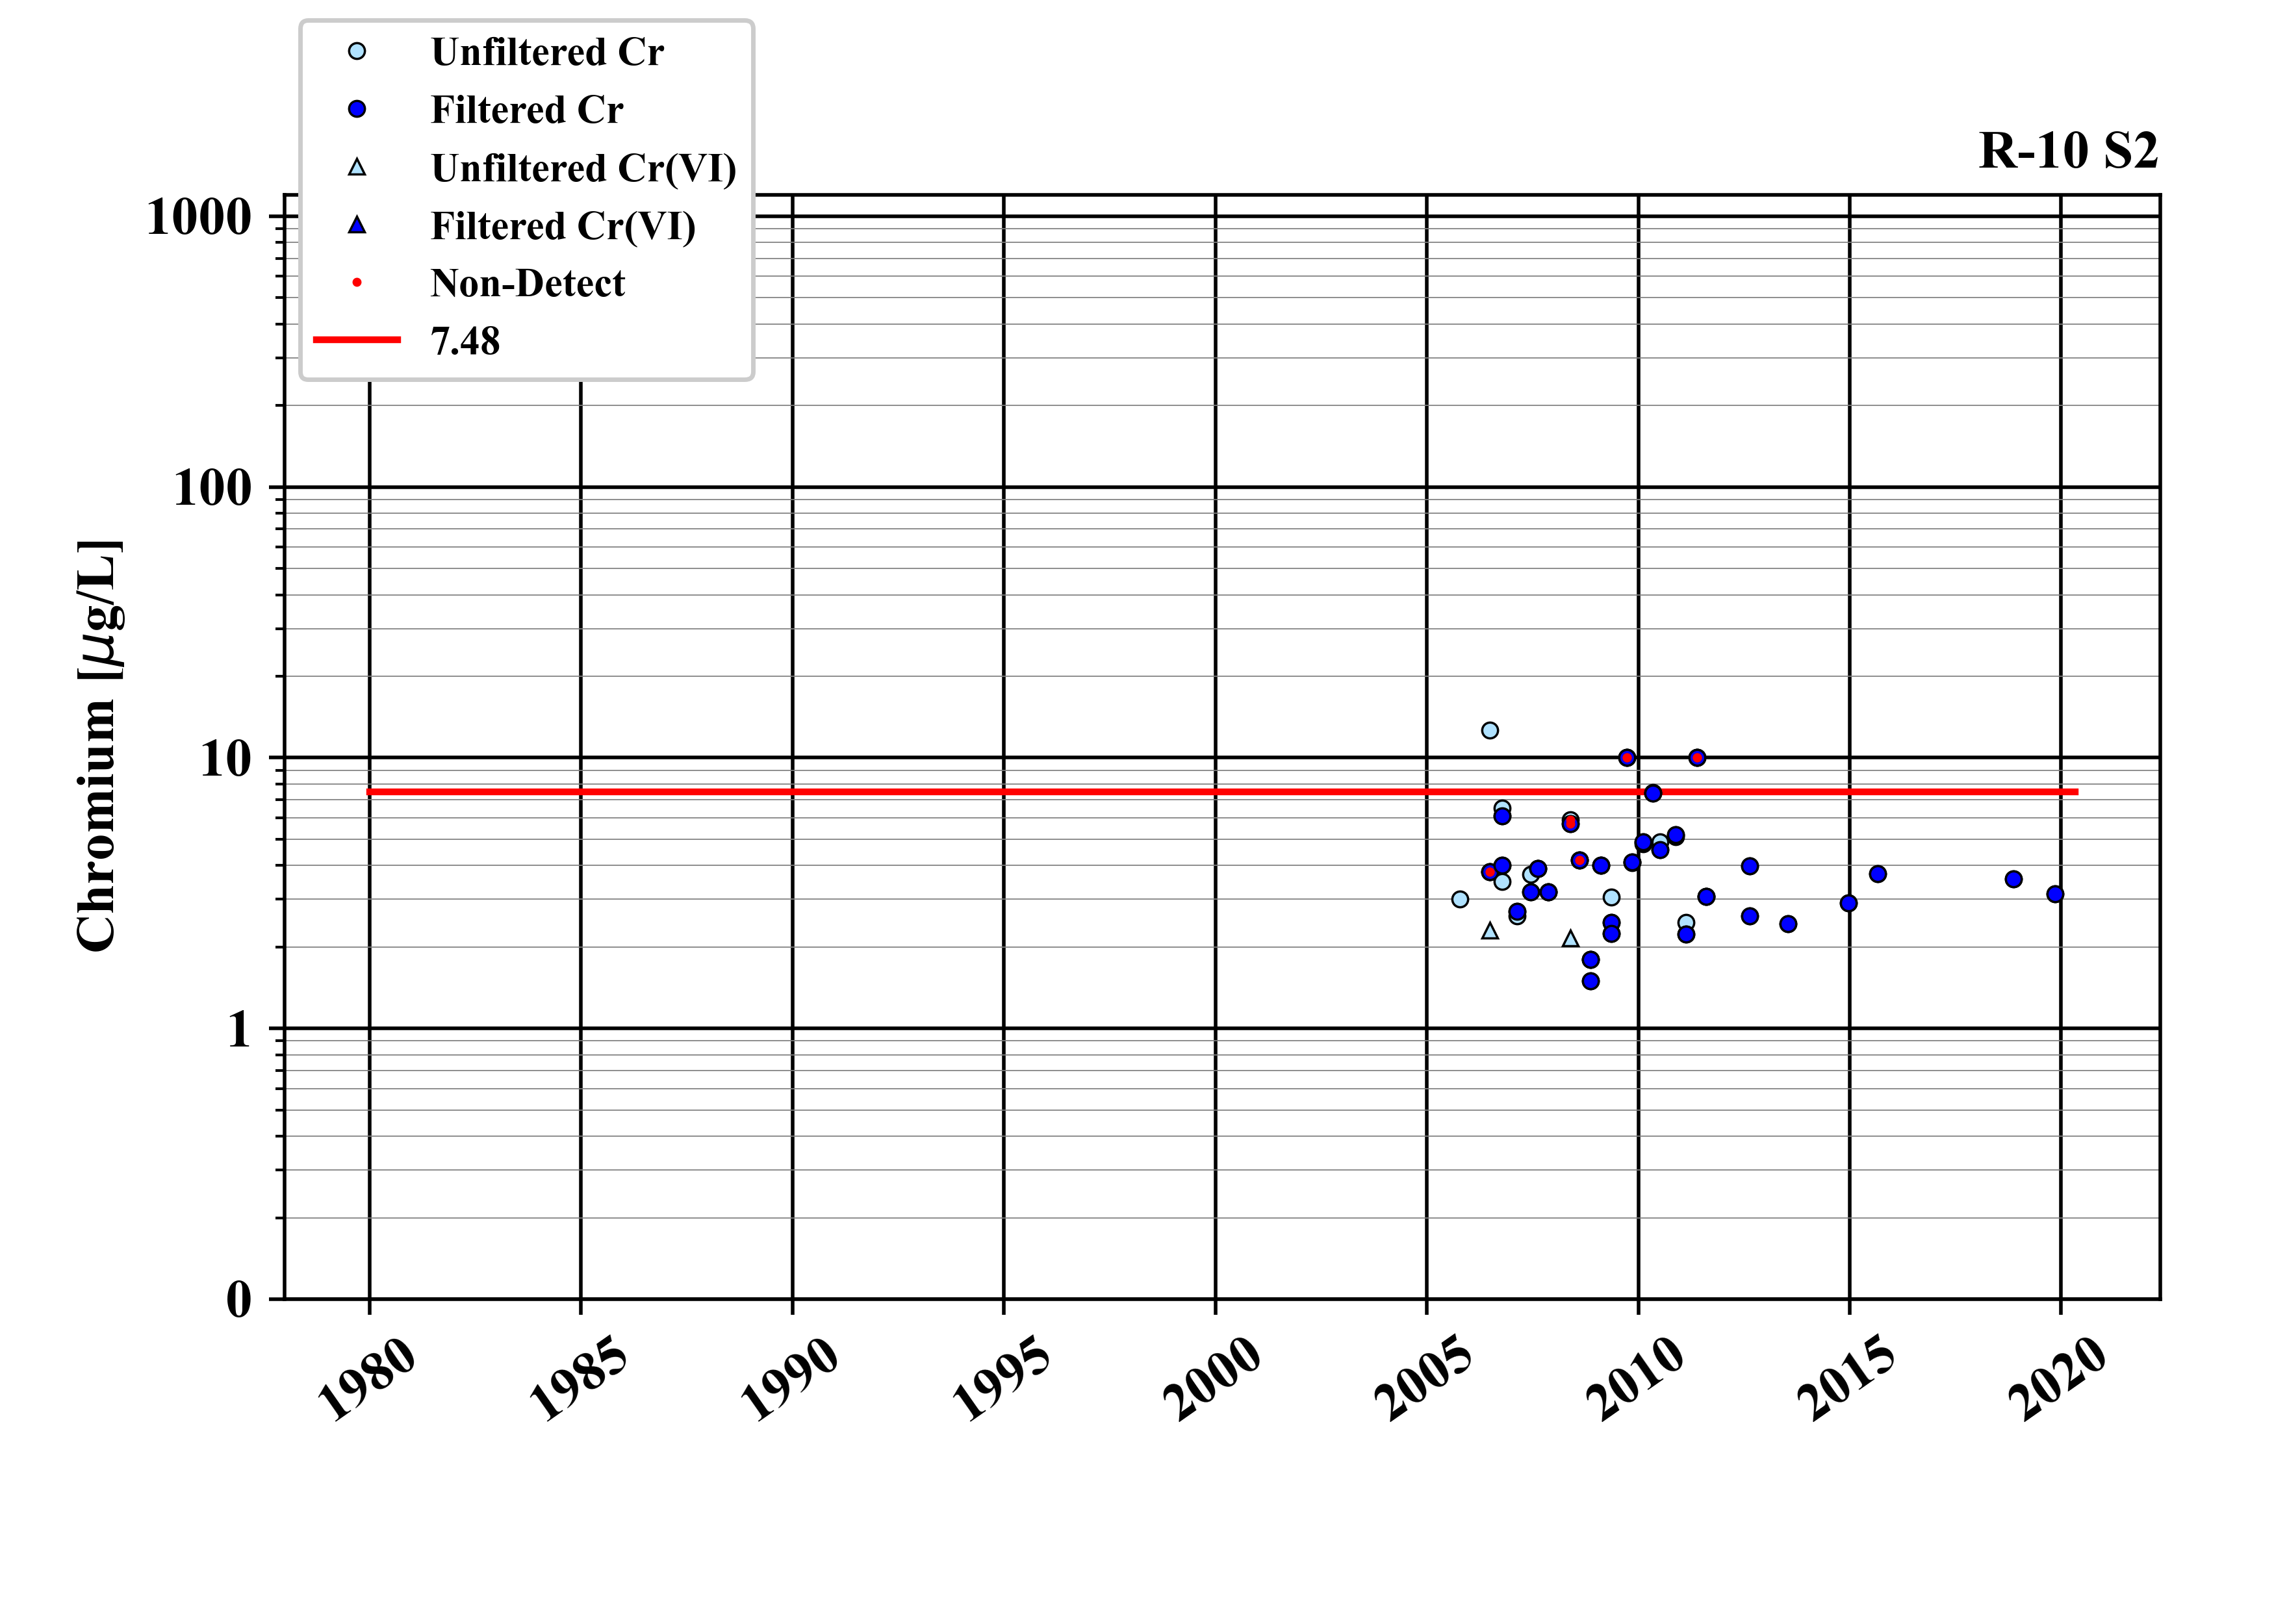 Unfiltered Cr
Filtered Cr
Unfiltered Cr(VI)
Filtered Cr(VI)
Non-Detect
7.48
R-10 S2
1000
100
10
1
0
Chromium [μg/L]
1980
1985
1990
1995
2000
2005
2010
2015
2020